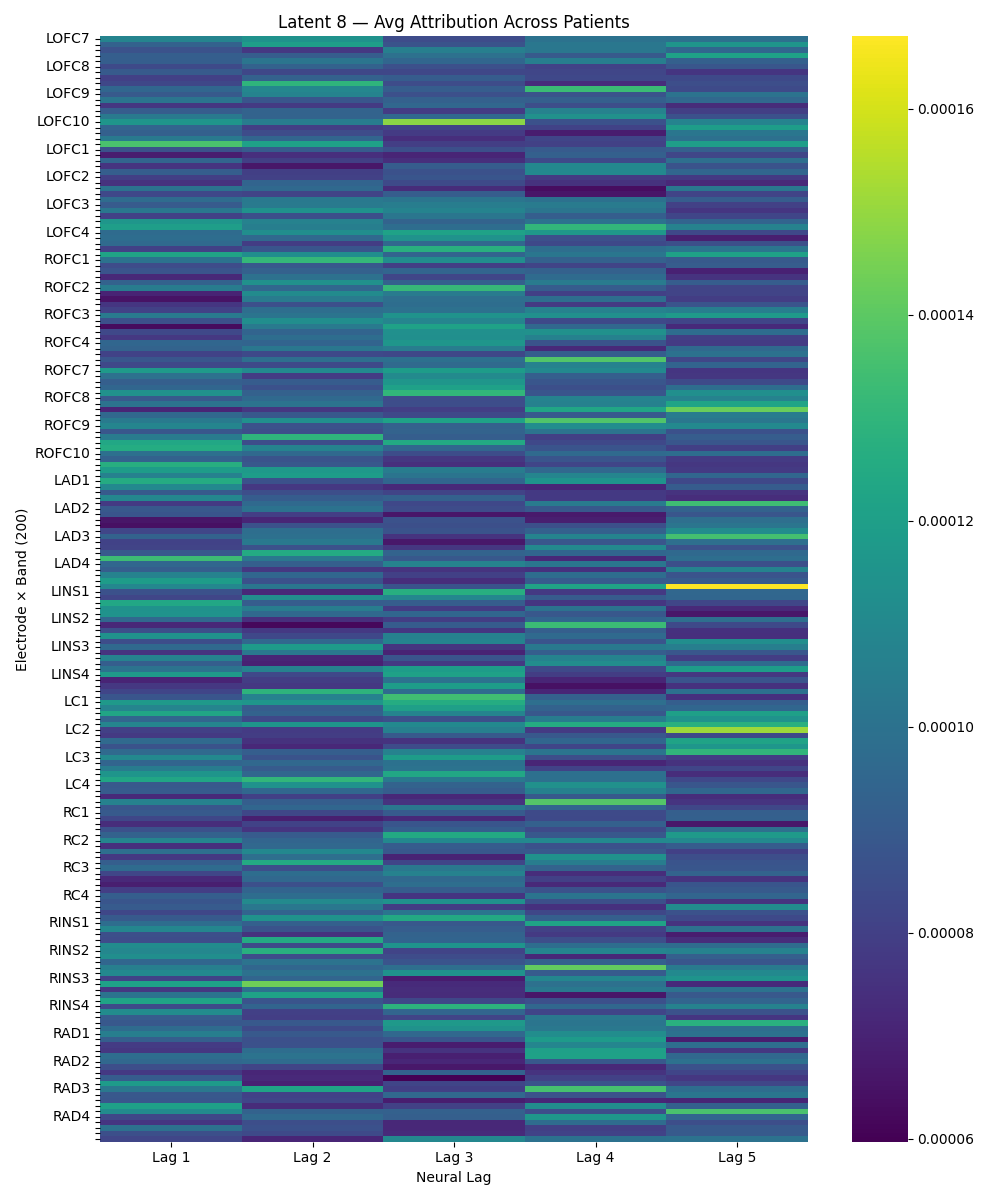 Latent 8 — Avg Attribution Across Patients
Electrode × Band (200)
LOFC7
LOFC8
LOFC9
LOFC10
LOFC1
LOFC2
LOFC3
LOFC4
ROFC1
ROFC2
ROFC3
ROFC4
ROFC7
ROFC8
ROFC9
ROFC10
LAD1
LAD2
LAD3
LAD4
LINS1
LINS2
LINS3
LINS4
LC1
LC2
LC3
LC4
RC1
RC2
RC3
RC4
RINS1
RINS2
RINS3
RINS4
RAD1
RAD2
RAD3
RAD4
Lag 1 Lag 2 Lag 3 Lag 4 Lag 5
Neural Lag
0.00016
0.00014
0.00012
0.00010
0.00008
0.00006